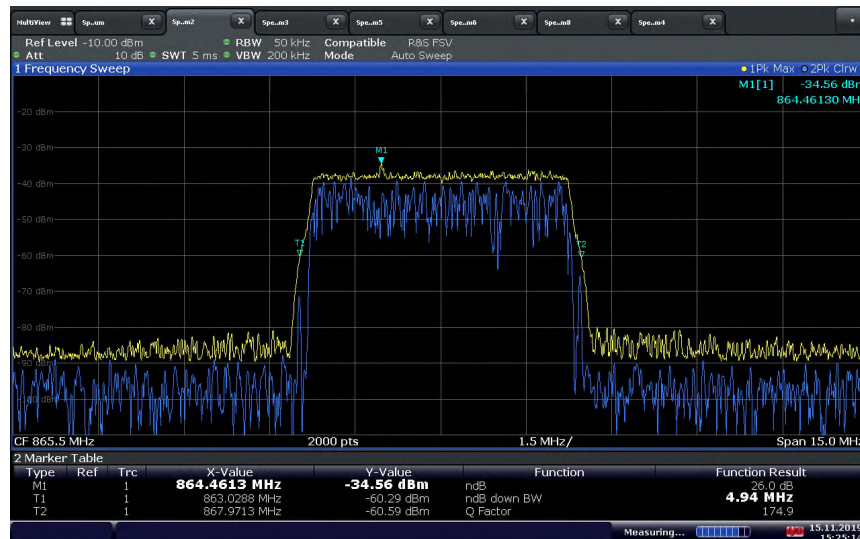 MultiView Sp..um X Sp..m2 X Spe..m3 X Spe..m5 X Spe..m6 X Spe..m8 X Spe..m4 X
Ref Level -10.00 dBm RBW 50 kHz Compatible R&S FSV
Att 10 dB SWT 5 ms VBW 200 kHz Mode Auto Sweep
1 Frequency Sweep 1Pk Max 2Pk Clrw
M1[1] -34.56 dBm
864.46130 MH
-20 dBm
-30 dBm
M1
-40 dBm
-50 dBm
T1 T2
-60 dBm
-70 dBm
-80 dBm
-90 dBm
-100 dBm
CF 865.5 MHz 2000 pts 1.5 MHz/ Span 15.0 MHz
2 Marker Table
Type Ref Trc X-Value Y-Value Function Function Result
M1 1 864.4613 MHz -34.56 dBm ndB 26.0 dB
T1 1 863.0288 MHz -60.29 dBm ndB down BW 4.94 MHz
T2 1 867.9713 MHz -60.59 dBm Q Factor 174.9
Measuring... 15.11.2019
15:25:14